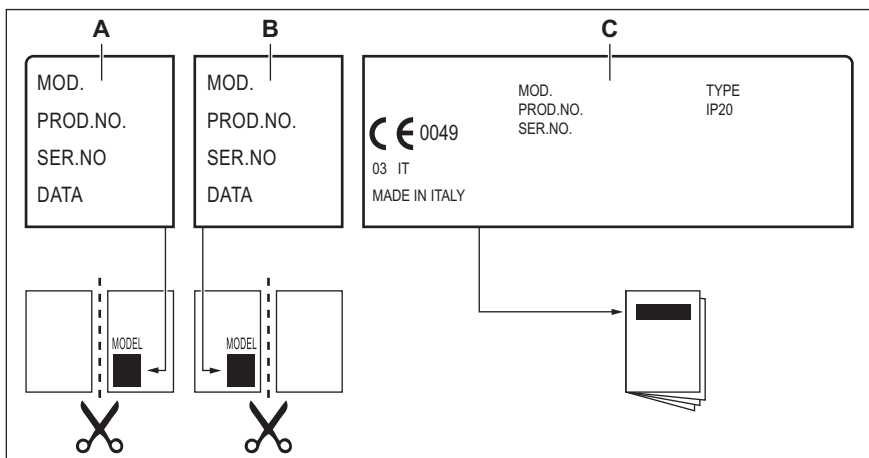 A
B
C
MOD.
PROD.NO.
SER.NO
DATA
MOD.
PROD.NO.
SER.NO
DATA
MOD.
PROD.NO.
SER.NO.
TYPE
IP20
CE 0049
03 IT
MADE IN ITALY
MODEL
MODEL